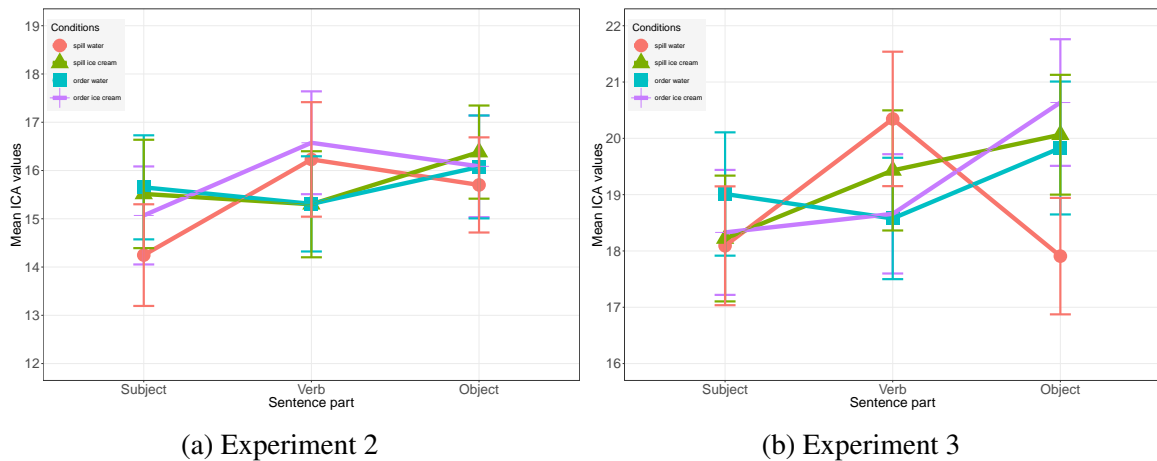 19
18
17
16
15
14
13
12
Mean ICA values
Conditions
spill water
spill ice cream
order water
order ice cream
Subject
Verb
Object
Sentence part
(a) Experiment 2
22
21
20
19
18
17
16
Mean ICA values
Conditions
spill water
spill ice cream
order water
order ice cream
Subject
Verb
Object
Sentence part
(b) Experiment 3